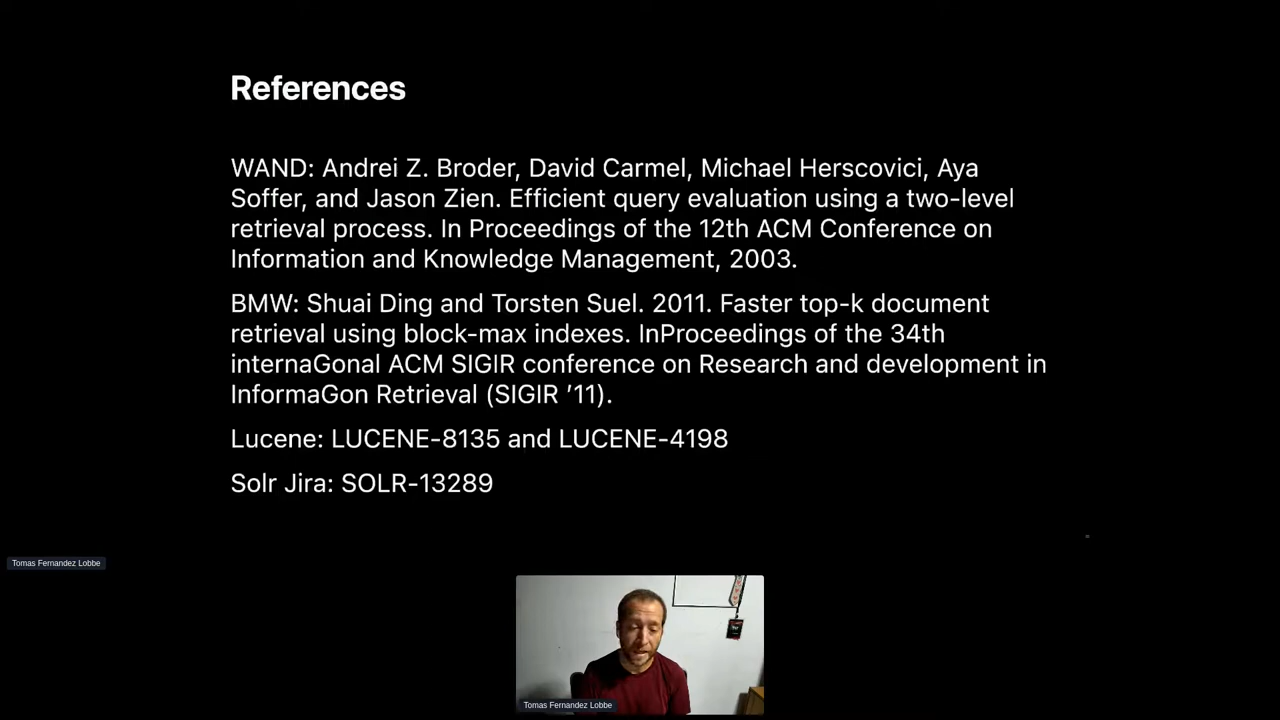 References
WAND: Andrei Z. Broder, David Carmel, Michael Herscovici, Aya
Soffer, and Jason Zien. Efficient query evaluation using a two-level
retrieval process. In Proceedings of the 12th ACM Conference on
Information and Knowledge Management, 2003.
BMW: Shuai Ding and Torsten Suel. 2011. Faster top-k document
retrieval using block-max indexes. InProceedings of the 34th
internaGonal ACM SIGIR conference on Research and development in
InformaGon Retrieval (SIGIR ’11).
Lucene: LUCENE-8135 and LUCENE-4198
Solr Jira: SOLR-13289
Tomas Fernandez Lobbe
Tomas Fernandez Lobbe